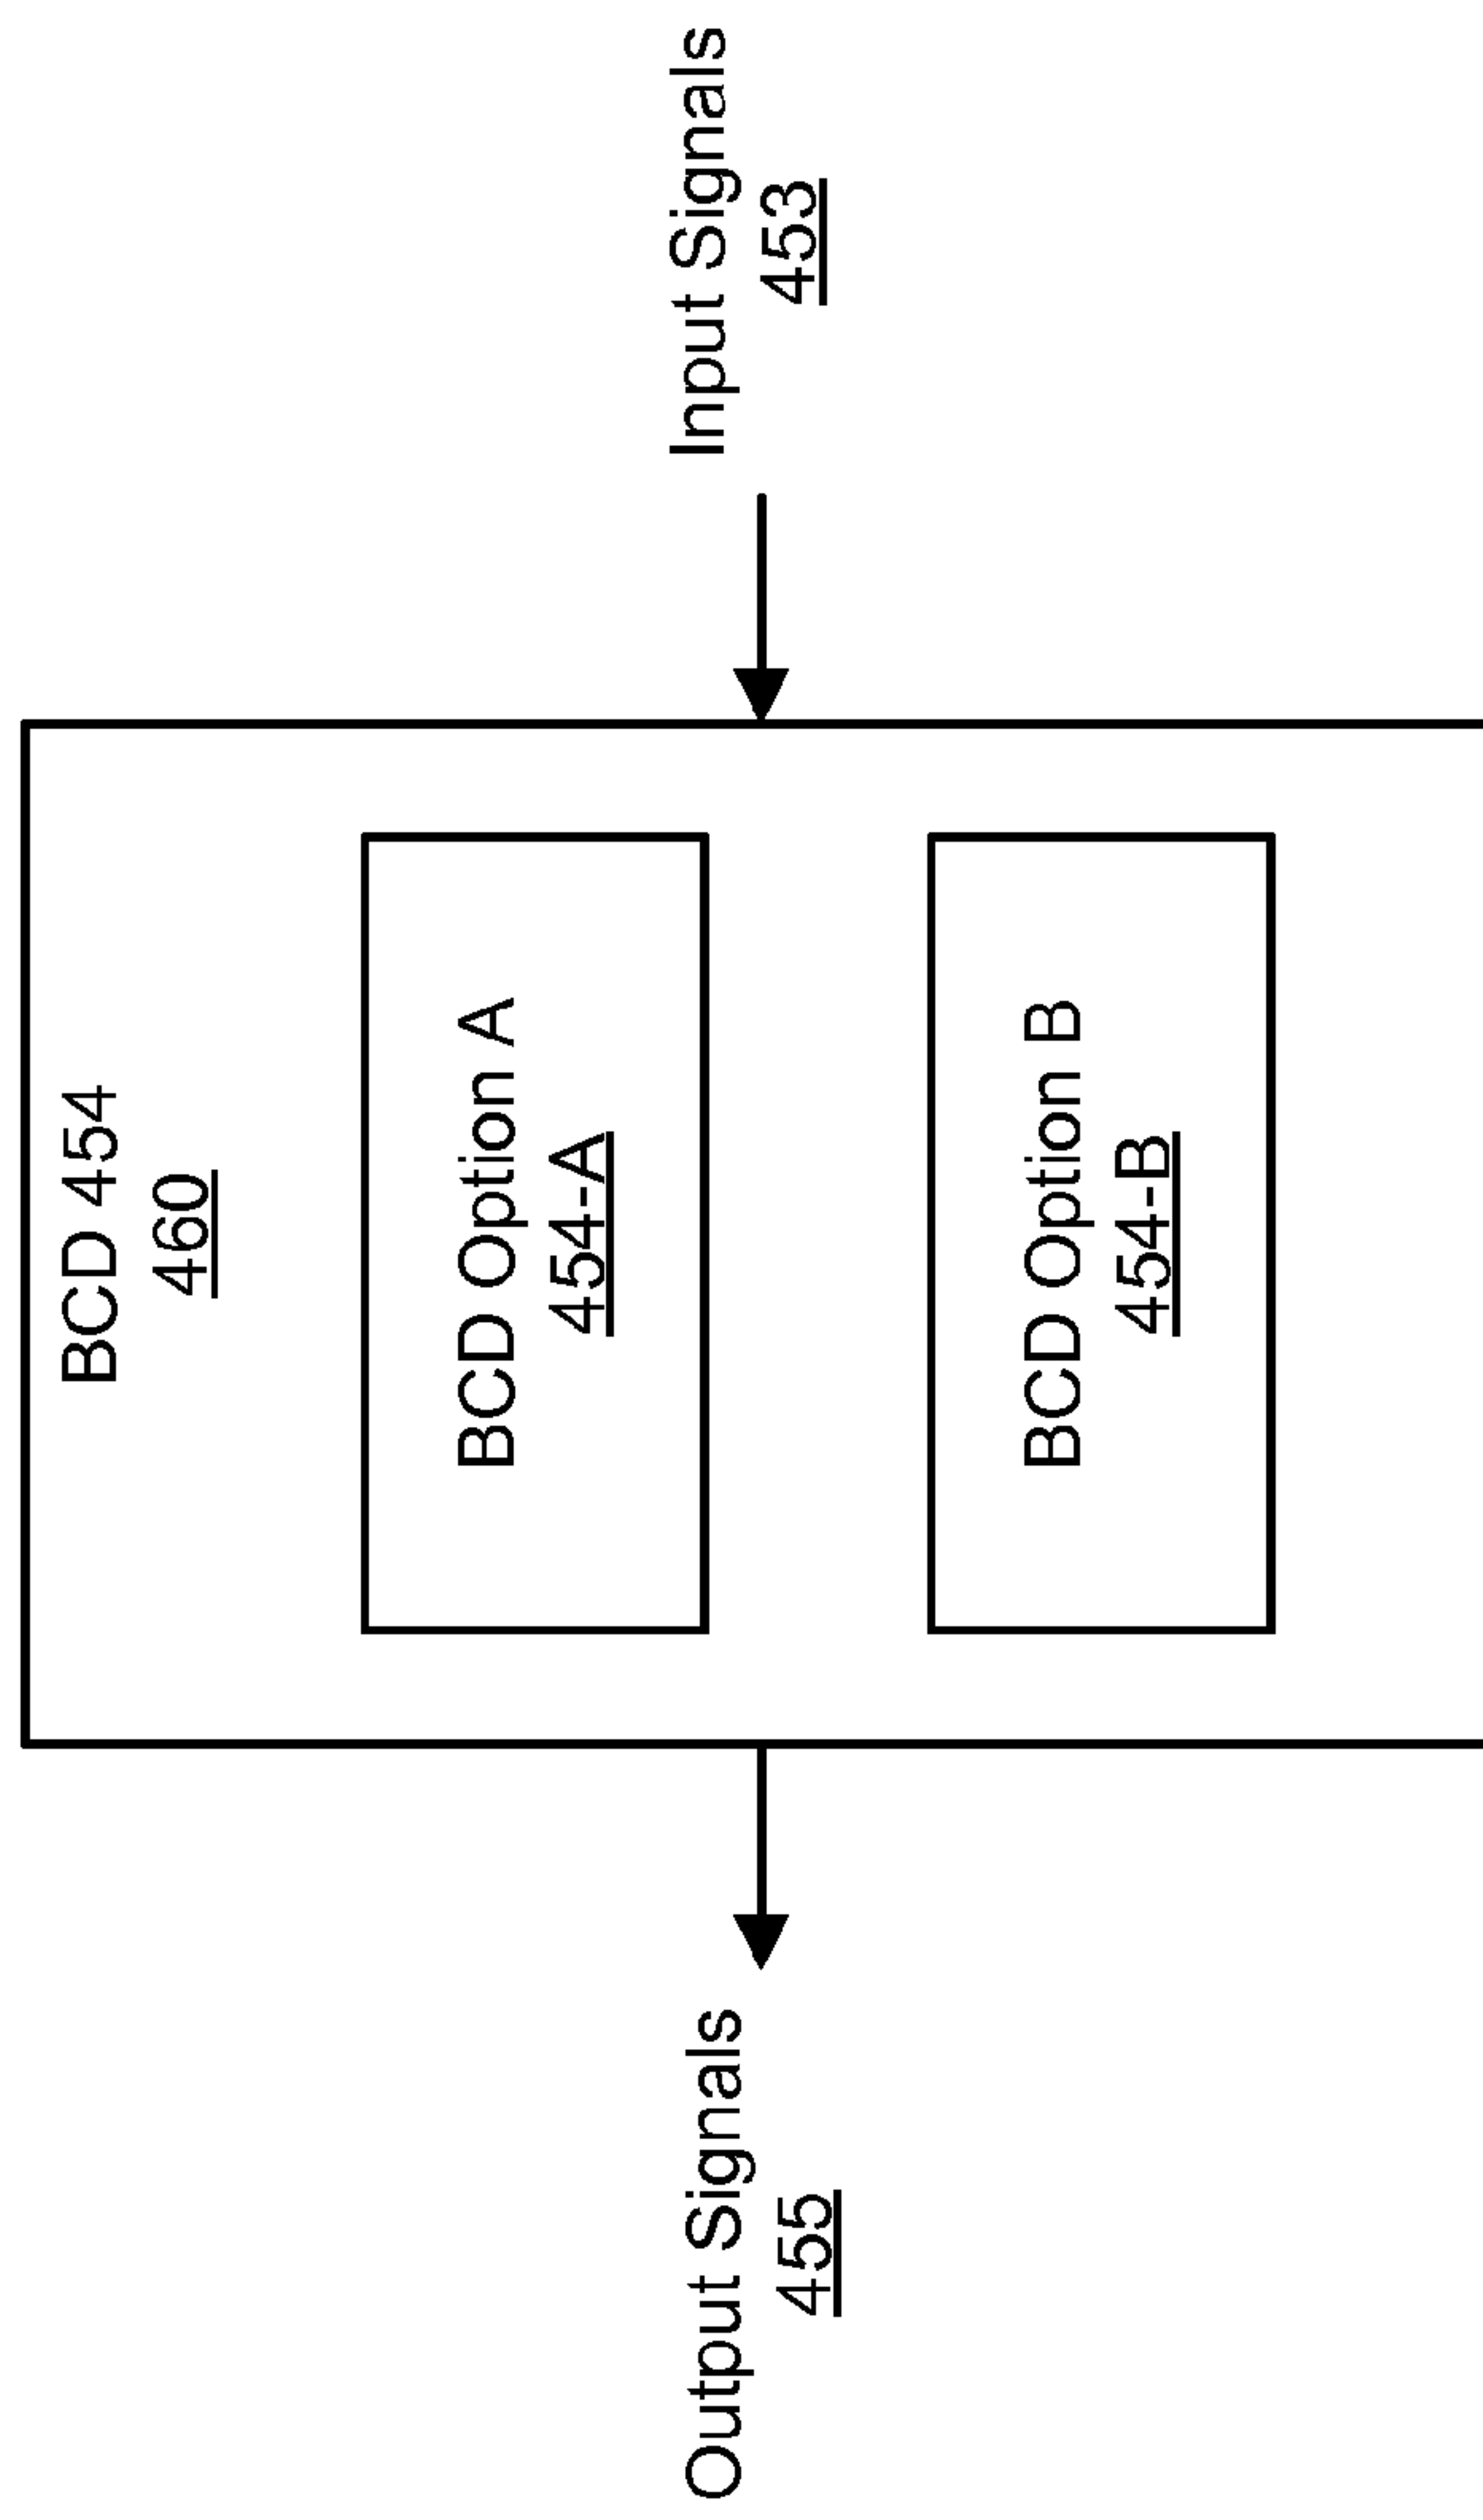 BCD 454
460
BCD Option A
454-A
BCD Option B
454-B
Input Signals
453
Output Signals
455